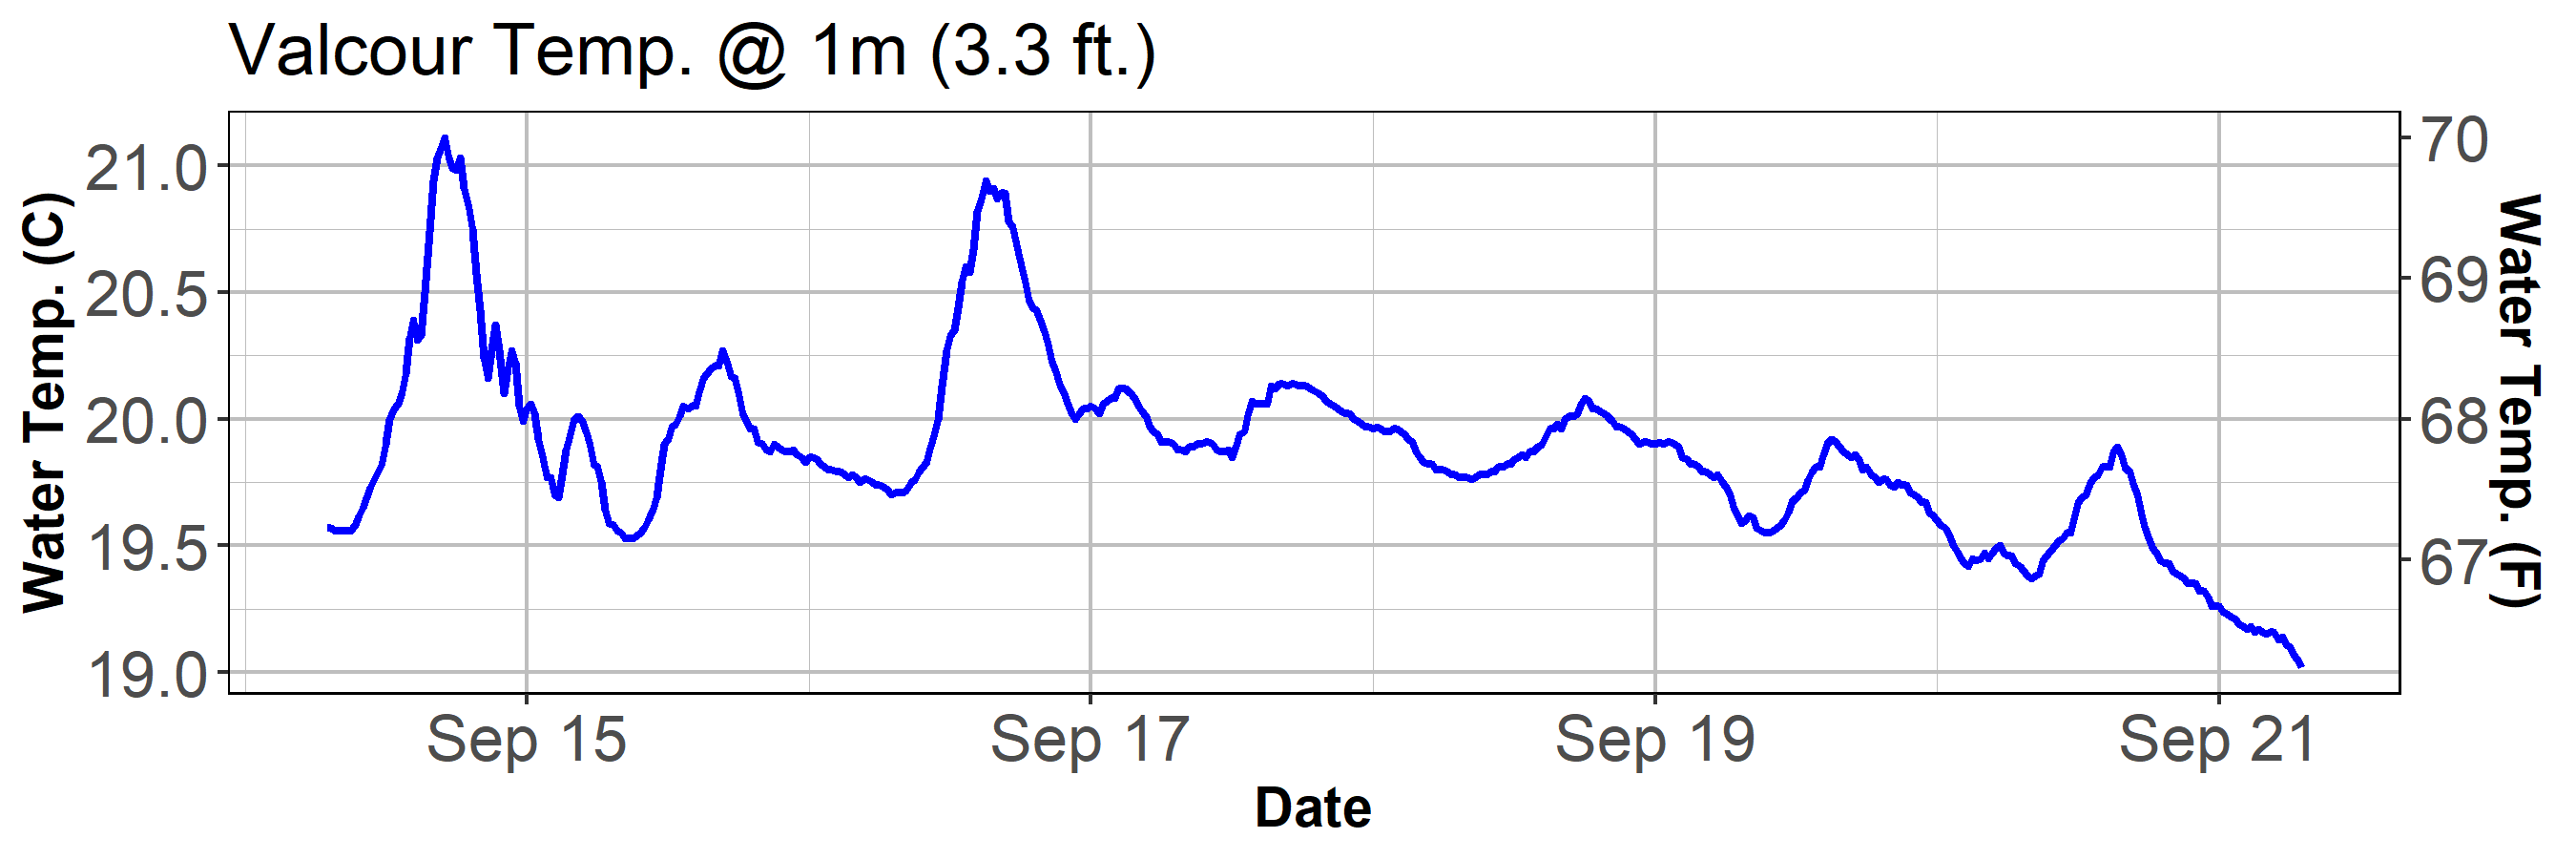 Valcour Temp. @ 1m (3.3 ft.)
Water Temp. (C)
21.0
20.5
20.0
19.5
19.0
70
69
68
67
Water Temp. (F)
Sep 15 Sep 17 Sep 19 Sep 21
Date